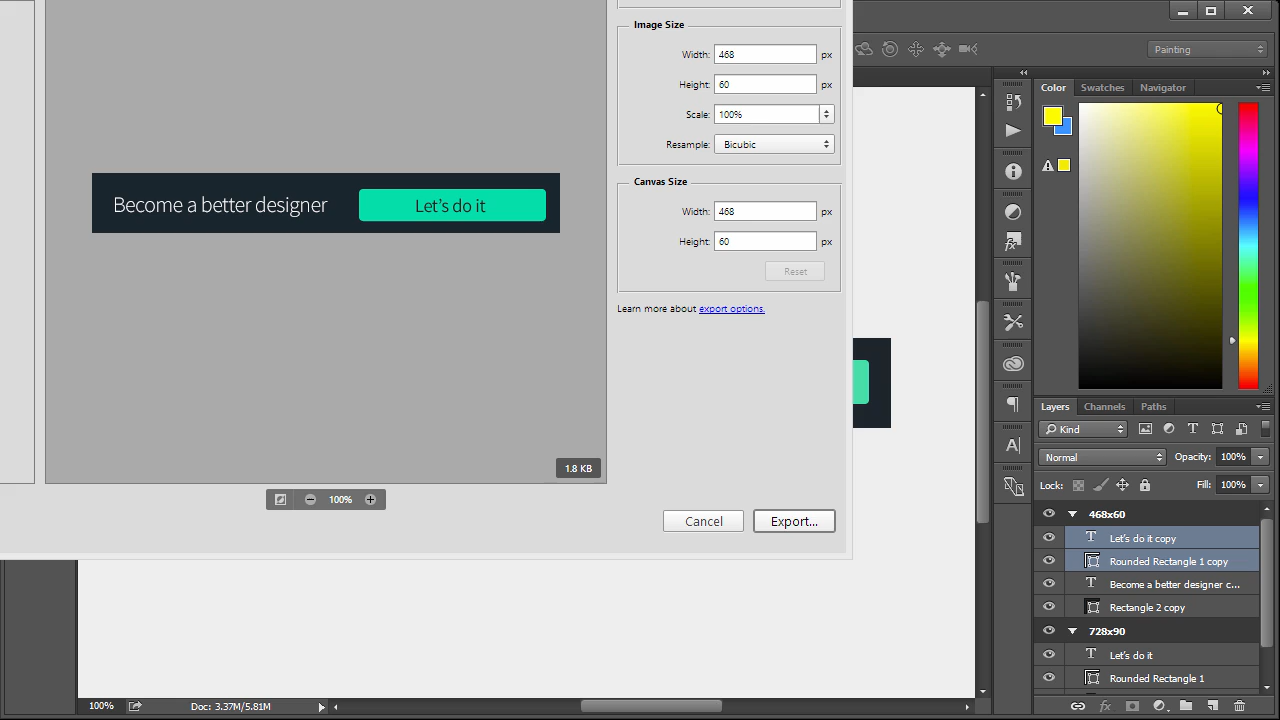 Image Size
Width: 468 px
Height: 60 px
Scale: 100%
Resample: Bicubic
Canvas Size
Width: 468 px
Height: 60 px
Reset
Learn more about export options.
Become a better designer
Let's do it
1.8 KB
100%
Cancel
Export...
100%
Doc: 3.37M/5.81M
Painting
Color
Swatches
Navigator
Layers
Channels
Paths
Kind
Normal
Opacity: 100%
Lock:
Fill: 100%
468x60
Let's do it copy
Rounded Rectangle 1 copy
Become a better designer c...
Rectangle 2 copy
728x90
Let's do it
Rounded Rectangle 1